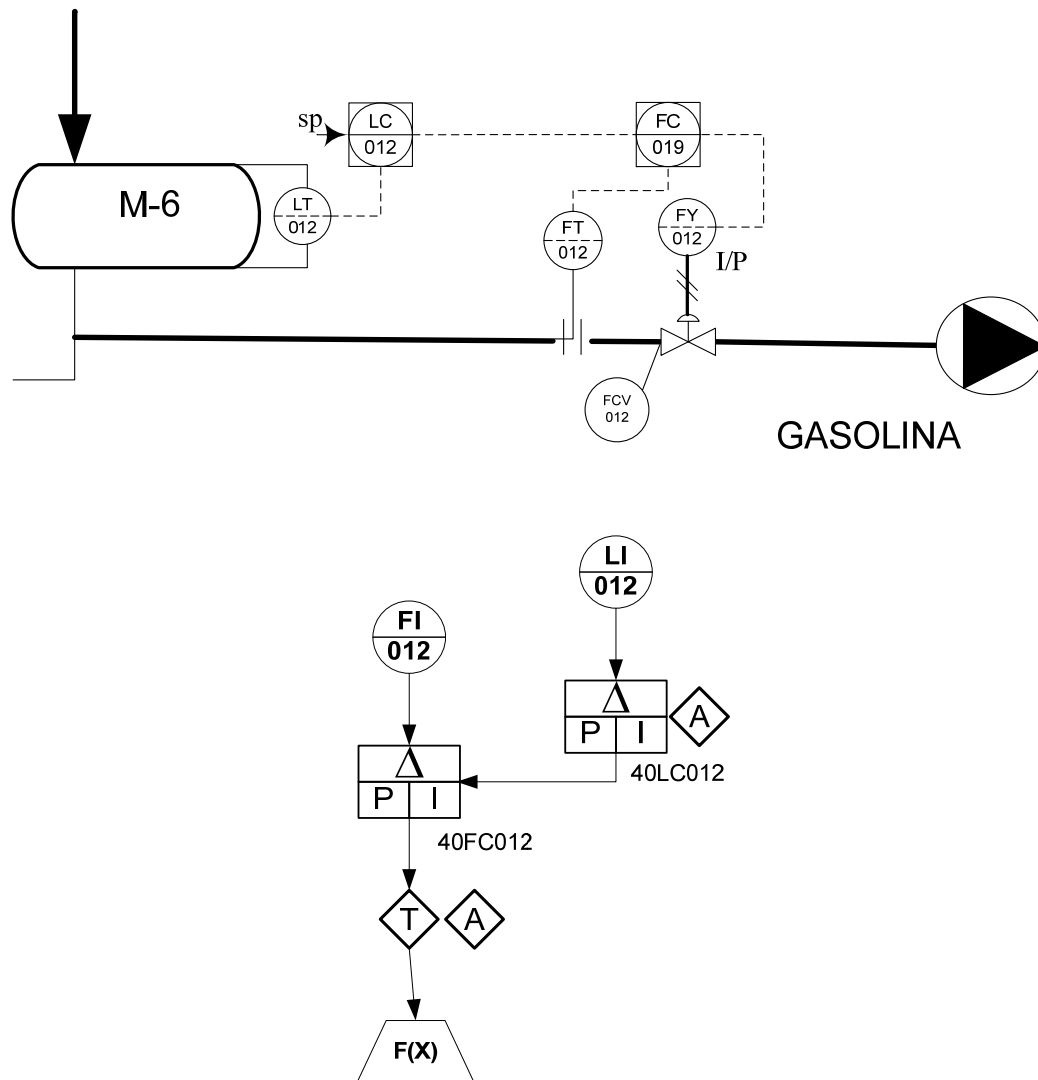 sp
LC
012
FC
019
M-6
LT
012
FT
012
FY
012
I/P
FCV
012
GASOLINA
LI
012
FI
012
A
P I
40LC012
P I
40FC012
T A
F(X)